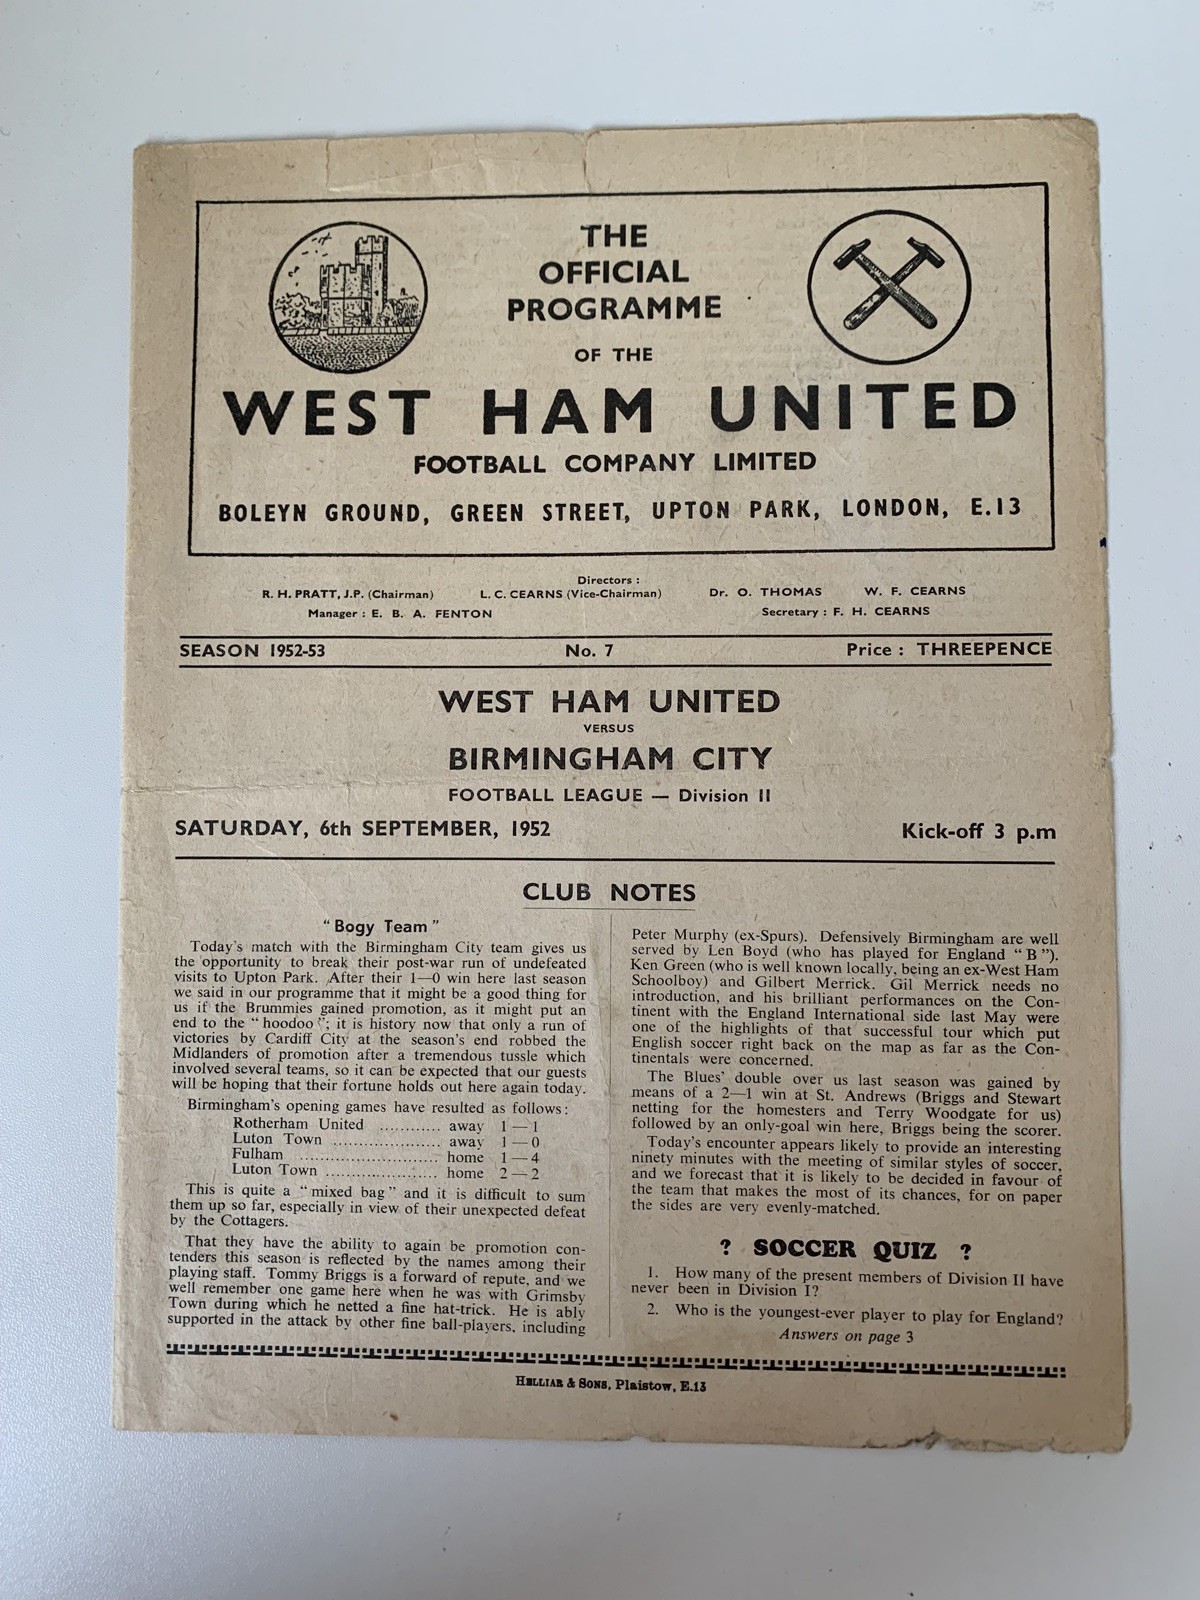 THE
OFFICIAL
PROGRAMME
OF THE
WEST HAM UNITED
FOOTBALL COMPANY LIMITED
BOLEYN GROUND, GREEN STREET, UPTON PARK, LONDON, E.13
Directors :
R. H. PRATT, J.P. (Chairman) L. C. CEARNS (Vice-Chairman) Dr. O. THOMAS W. F. CEARNS
Manager : E. B. A. FENTON Secretary : F. H. CEARNS
SEASON 1952-53 No. 7 Price : THREEPENCE
WEST HAM UNITED
VERSUS
BIRMINGHAM CITY
FOOTBALL LEAGUE — Division II
SATURDAY, 6th SEPTEMBER, 1952 Kick-off 3 p.m
CLUB NOTES
“ Bogy Team ”
Today's match with the Birmingham City team gives us
the opportunity to break their post-war run of undefeated
visits to Upton Park. After their 1—0 win here last season
we said in our programme that it might be a good thing for
us if the Brummies gained promotion, as it might put an
end to the “ hoodoo ”; it is history now that only a run of
victories by Cardiff City at the season's end robbed the
Midlanders of promotion after a tremendous tussle which
involved several teams, so it can be expected that our guests
will be hoping that their fortune holds out here again today.
Birmingham's opening games have resulted as follows :
Rotherham United ............ away 1 — 1
Luton Town ..................... away 1 — 0
Fulham ........................... home 1 — 4
Luton Town ...................... home 2 — 2
This is quite a “ mixed bag ” and it is difficult to sum
them up so far, especially in view of their unexpected defeat
by the Cottagers.
That they have the ability to again be promotion con-
tenders this season is reflected by the names among their
playing staff. Tommy Briggs is a forward of repute, and we
well remember one game here when he was with Grimsby
Town during which he netted a fine hat-trick. He is ably
supported in the attack by other fine ball-players, including
Peter Murphy (ex-Spurs). Defensively Birmingham are well
served by Len Boyd (who has played for England “ B ”).
Ken Green (who is well known locally, being an ex-West Ham
Schoolboy) and Gilbert Merrick. Gil Merrick needs no
introduction, and his brilliant performances on the Con-
tinent with the England International side last May were
one of the highlights of that successful tour which put
English soccer right back on the map as far as the Con-
tinentals were concerned.
The Blues' double over us last season was gained by
means of a 2—1 win at St. Andrews (Briggs and Stewart
netting for the homesters and Terry Woodgate for us)
followed by an only-goal win here, Briggs being the scorer.
Today's encounter appears likely to provide an interesting
ninety minutes with the meeting of similar styles of soccer,
and we forecast that it is likely to be decided in favour of
the team that makes the most of its chances, for on paper
the sides are very evenly-matched.
? SOCCER QUIZ ?
1. How many of the present members of Division II have
never been in Division I?
2. Who is the youngest-ever player to play for England?
Answers on page 3
HELLIAR & SONS, Plaistow, E.13